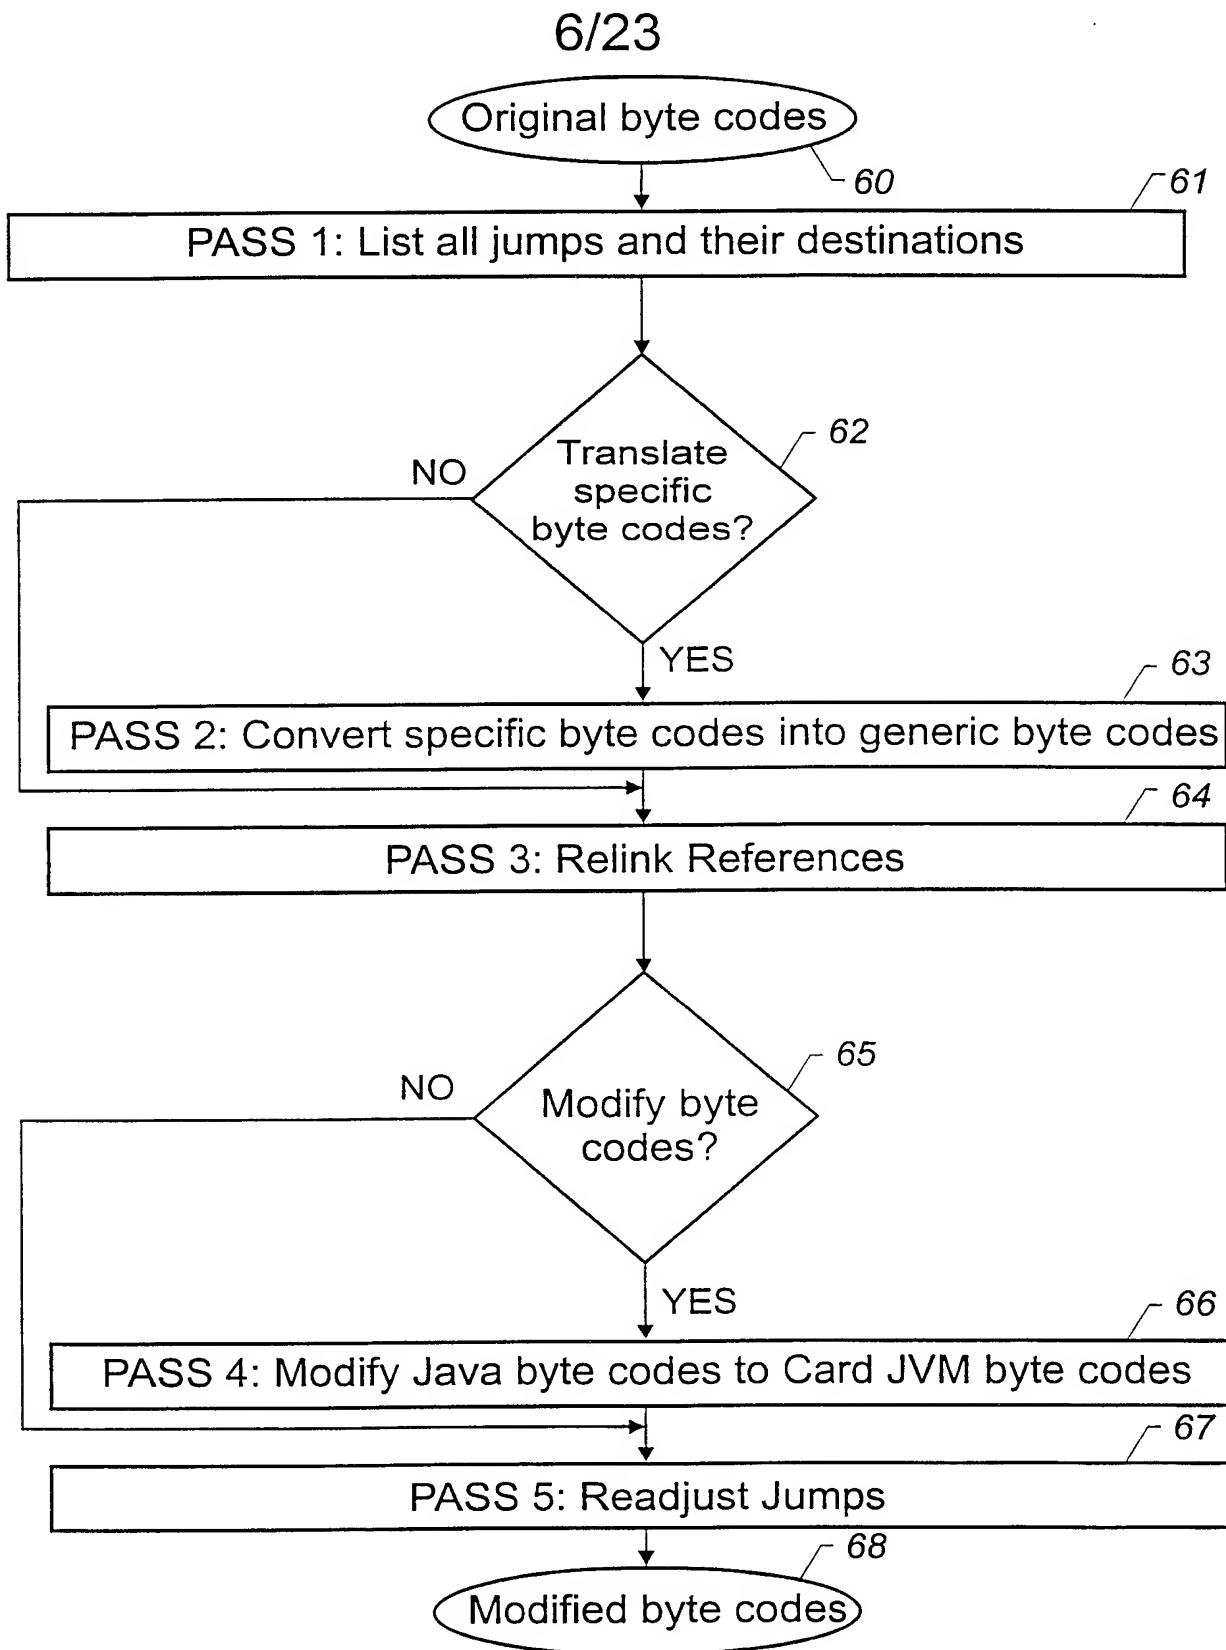 6/23
Original byte codes
60
61
PASS 1: List all jumps and their destinations
62
Translate
specific
byte codes?
NO
YES
63
PASS 2: Convert specific byte codes into generic byte codes
64
PASS 3: Relink References
65
NO
Modify byte
codes?
YES
66
PASS 4: Modify Java byte codes to Card JVM byte codes
67
PASS 5: Readjust Jumps
68
Modified byte codes